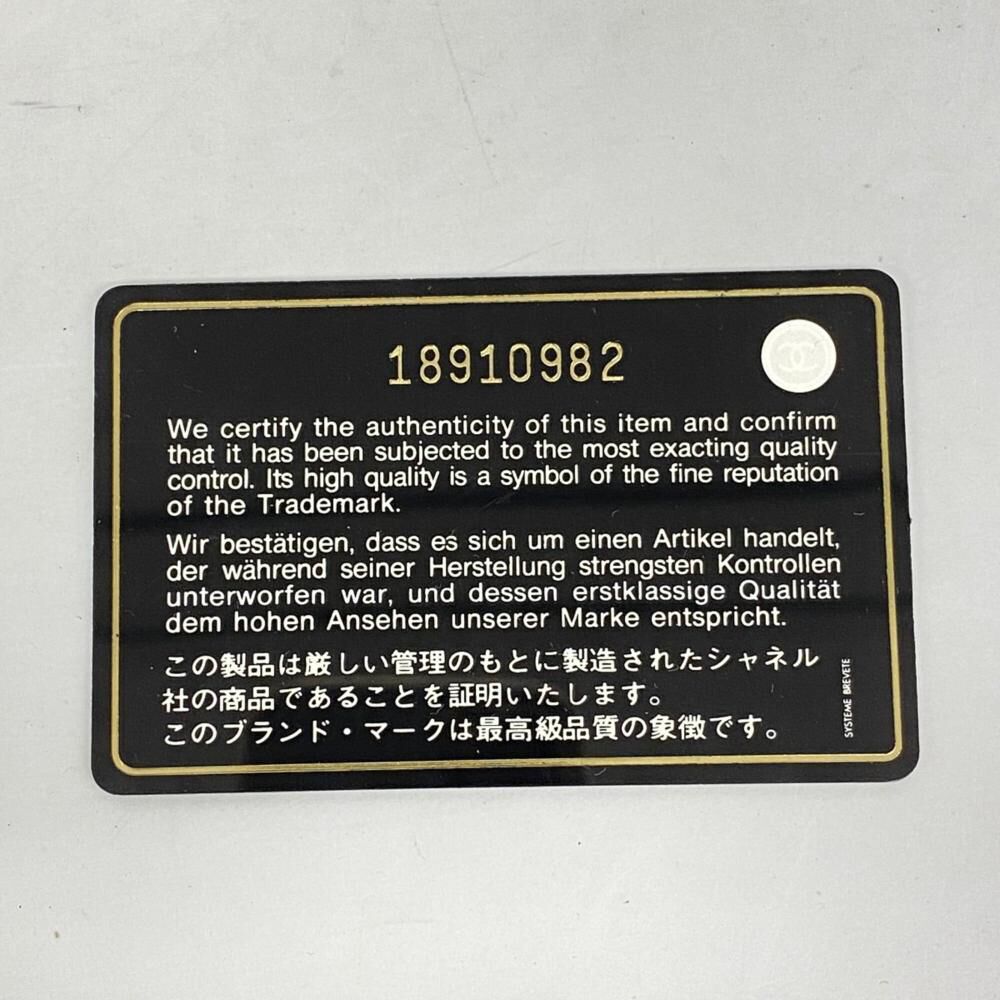 18910982
We certify the authenticity of this item and confirm
that it has been subjected to the most exacting quality
control. Its high quality is a symbol of the fine reputation
of the Trademark.
Wir bestätigen, dass es sich um einen Artikel handelt,
der während seiner Herstellung strengsten Kontrollen
unterworfen war, und dessen erstklassige Qualität
dem hohen Ansehen unserer Marke entspricht.
この製品は厳しい管理のもとに製造されたシャネル
社の商品であることを証明いたします。
このブランド・マークは最高級品質の象徴です。
SYSTEME BREVETE